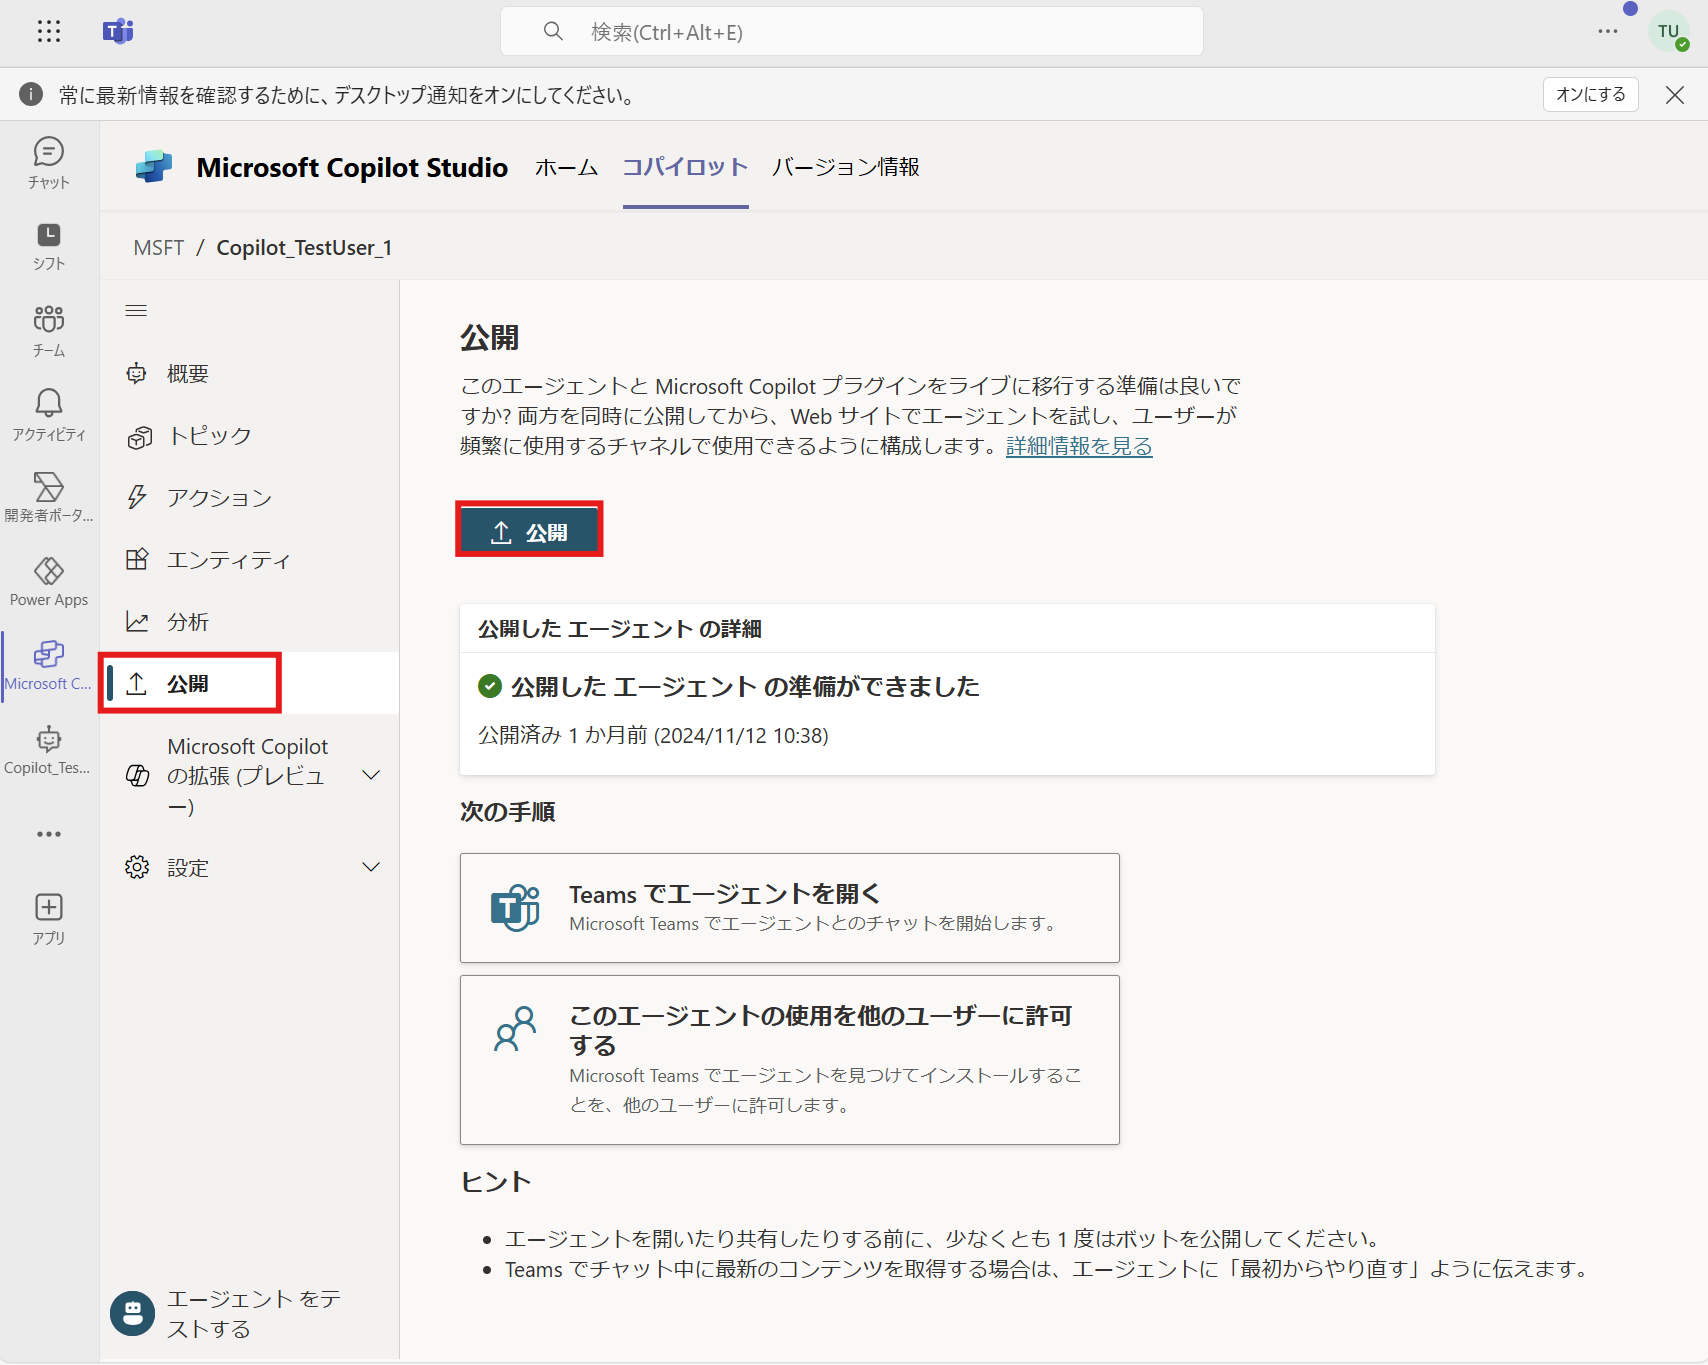 検索(Ctrl+Alt+E)
TU
常に最新情報を確認するために、デスクトップ通知をオンにしてください。
オンにする
チャット
シフト
チーム
アクティビティ
開発者ポータ...
Power Apps
Microsoft C...
Copilot_Tes...
アプリ
Microsoft Copilot Studio
ホーム
コパイロット
バージョン情報
MSFT / Copilot_TestUser_1
概要
トピック
アクション
エンティティ
分析
公開
Microsoft Copilot
の拡張 (プレビュ
ー)
設定
エージェント をテ
ストする
公開
このエージェントと Microsoft Copilot プラグインをライブに移行する準備は良いで
すか? 両方を同時に公開してから、Web サイトでエージェントを試し、ユーザーが
頻繁に使用するチャネルで使用できるように構成します。詳細情報を見る
公開
公開した エージェント の詳細
公開した エージェント の準備ができました
公開済み 1 か月前 (2024/11/12 10:38)
次の手順
Teams でエージェントを開く
Microsoft Teams でエージェントとのチャットを開始します。
このエージェントの使用を他のユーザーに許可
する
Microsoft Teams でエージェントを見つけてインストールするこ
とを、他のユーザーに許可します。
ヒント
• エージェントを開いたり共有したりする前に、少なくとも 1 度はボットを公開してください。
• Teams でチャット中に最新のコンテンツを取得する場合は、エージェントに「最初からやり直す」ように伝えます。